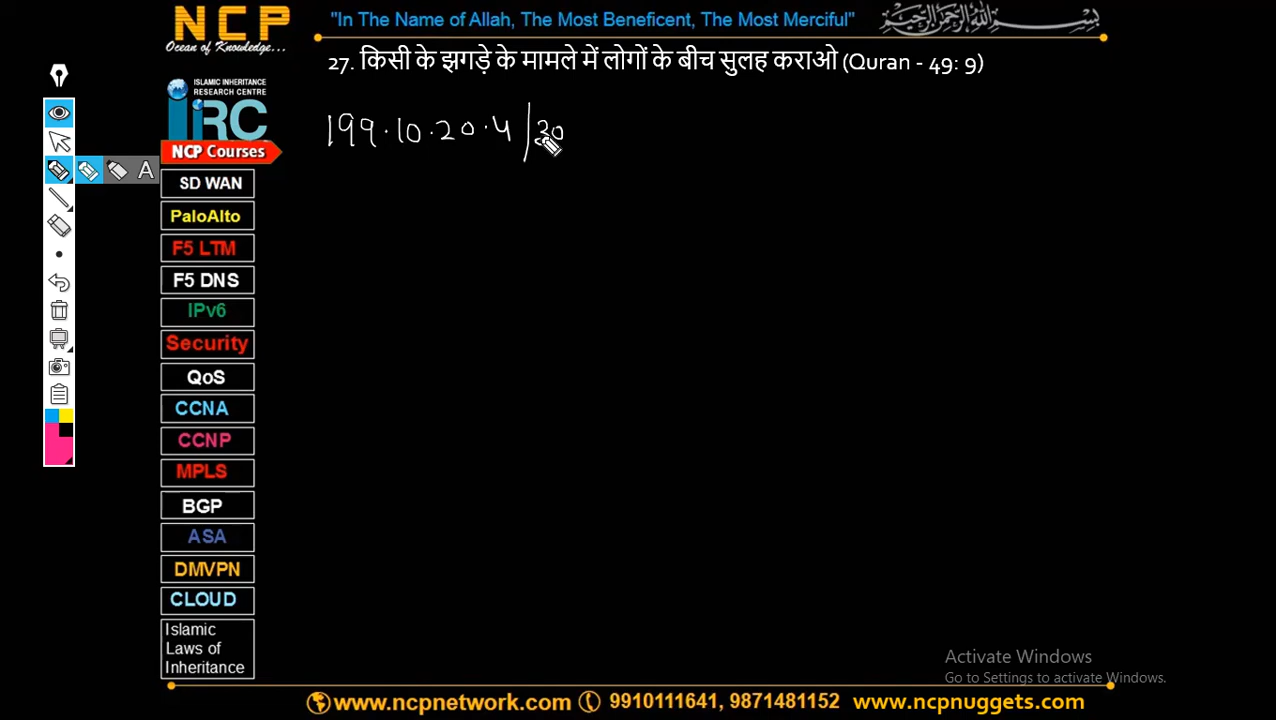 NCP
Ocean of Knowledge...
"In The Name of Allah, The Most Beneficent, The Most Merciful"
27. किसी के झगड़े के मामले में लोगों के बीच सुलह कराओ (Quran - 49: 9)
ISLAMIC INHERITANCE
RESEARCH CENTRE
IRC
199.10.20.4/30
NCP Courses
A
SD WAN
PaloAlto
F5 LTM
F5 DNS
IPv6
Security
QoS
CCNA
CCNP
MPLS
BGP
ASA
DMVPN
CLOUD
Islamic
Laws of
Inheritance
Activate Windows
Go to Settings to activate Windows.
www.ncpnetwork.com 9910111641, 9871481152 www.ncpnuggets.com